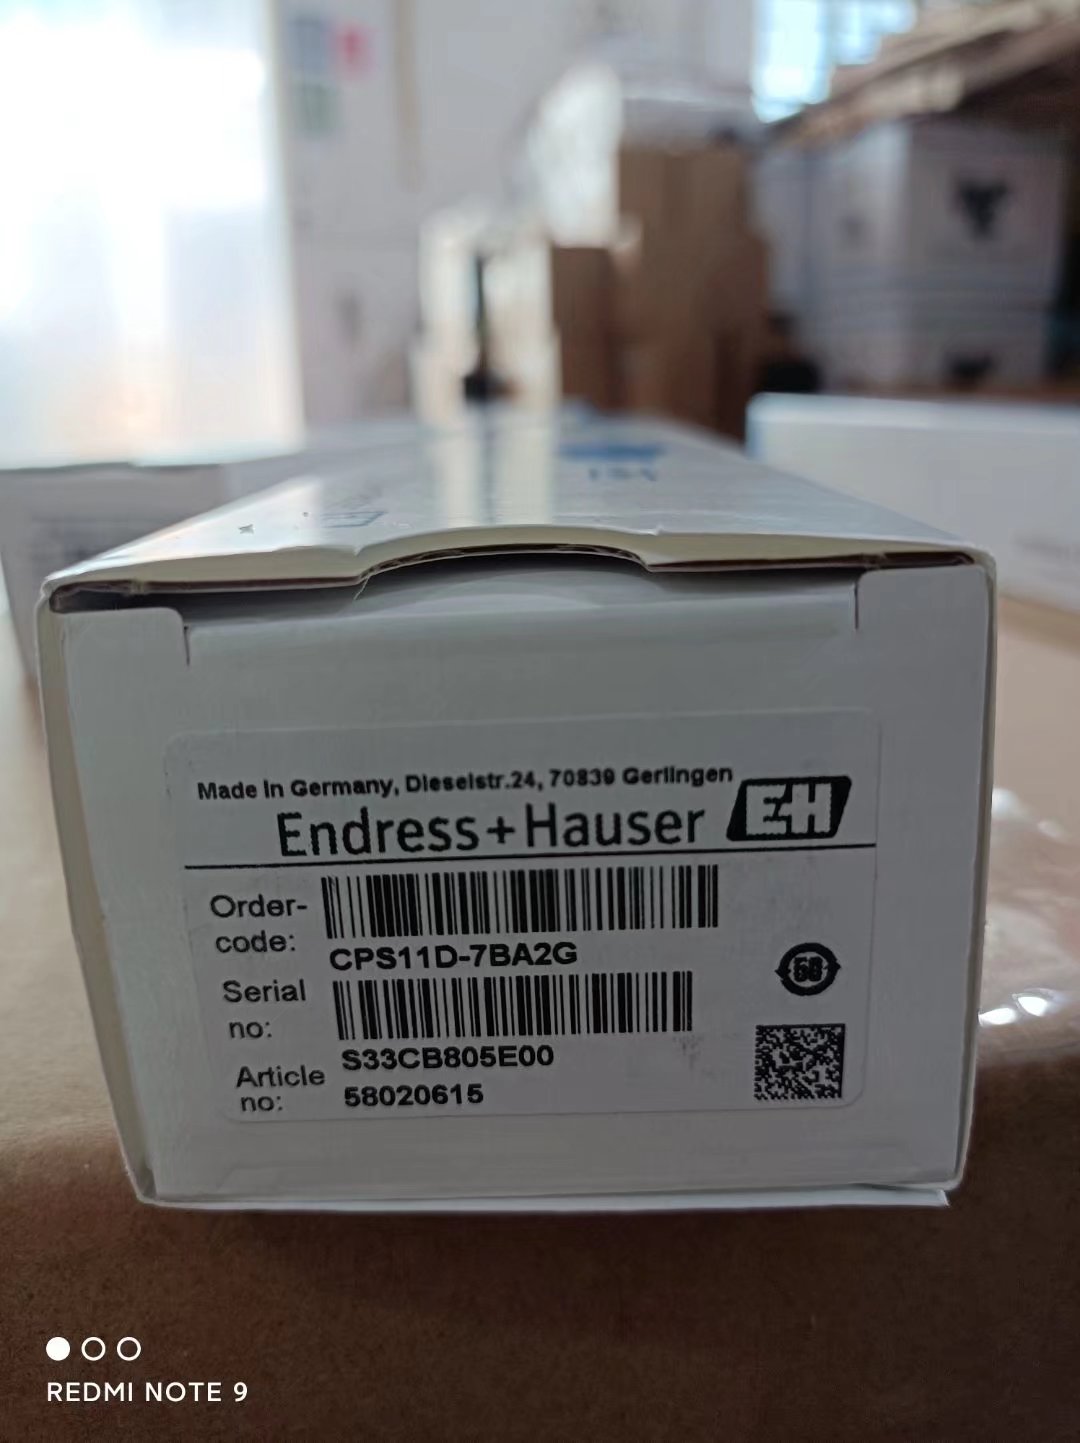 Made in Germany, Dieselstr.24, 70839 Gerlingen
Endress+Hauser EH
Order-
code:
CPS11D-7BA2G
Serial
no:
S33CB805E00
Article
no:
58020615
REDMI NOTE 9